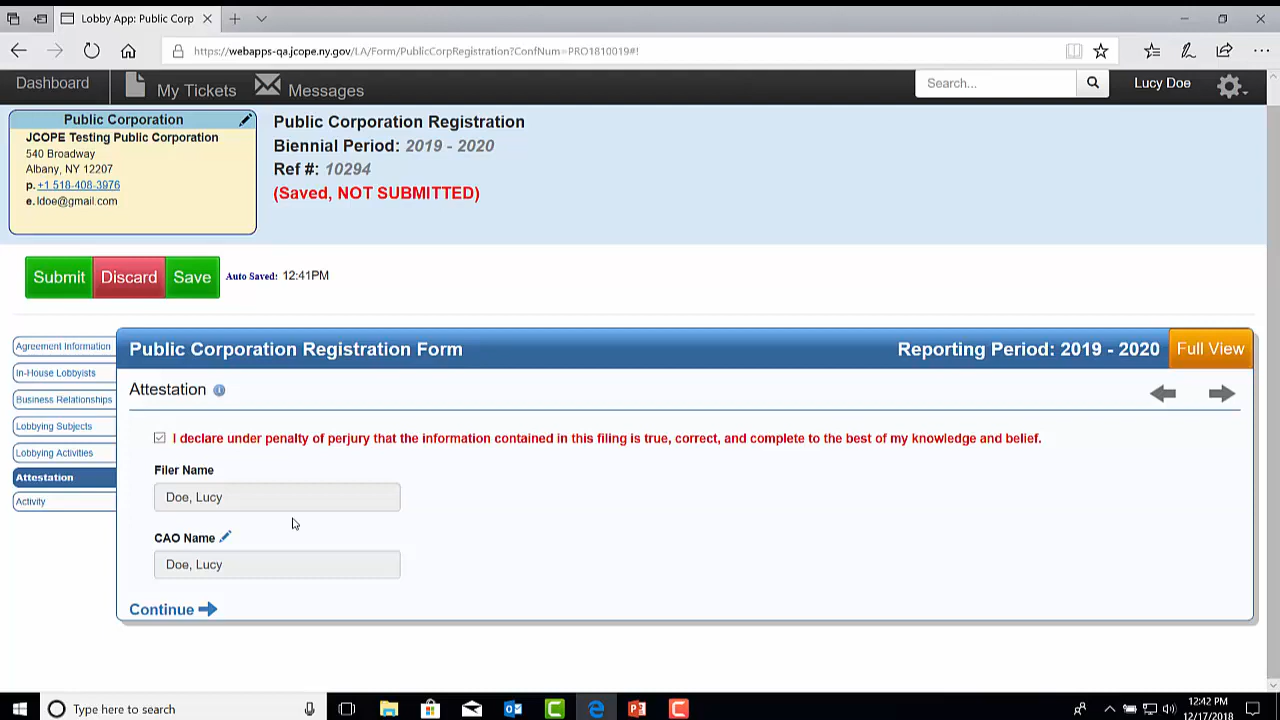 Lobby App: Public Corp
https://webapps-qa.jcope.ny.gov/LA/Form/PublicCorpRegistration?ConfNum=PRO1810019#!
Dashboard
My Tickets
Messages
Search...
Lucy Doe
Public Corporation
JCOPE Testing Public Corporation
540 Broadway
Albany, NY 12207
p. +1 518-408-3976
e. ldoe@gmail.com
Public Corporation Registration
Biennial Period: 2019 - 2020
Ref #: 10294
(Saved, NOT SUBMITTED)
Submit
Discard
Save
Auto Saved: 12:41PM
Agreement Information
In-House Lobbyists
Business Relationships
Lobbying Subjects
Lobbying Activities
Attestation
Activity
Public Corporation Registration Form
Reporting Period: 2019 - 2020
Full View
Attestation
I declare under penalty of perjury that the information contained in this filing is true, correct, and complete to the best of my knowledge and belief.
Filer Name
Doe, Lucy
CAO Name
Doe, Lucy
Continue
Type here to search
12:42 PM
12/17/2018